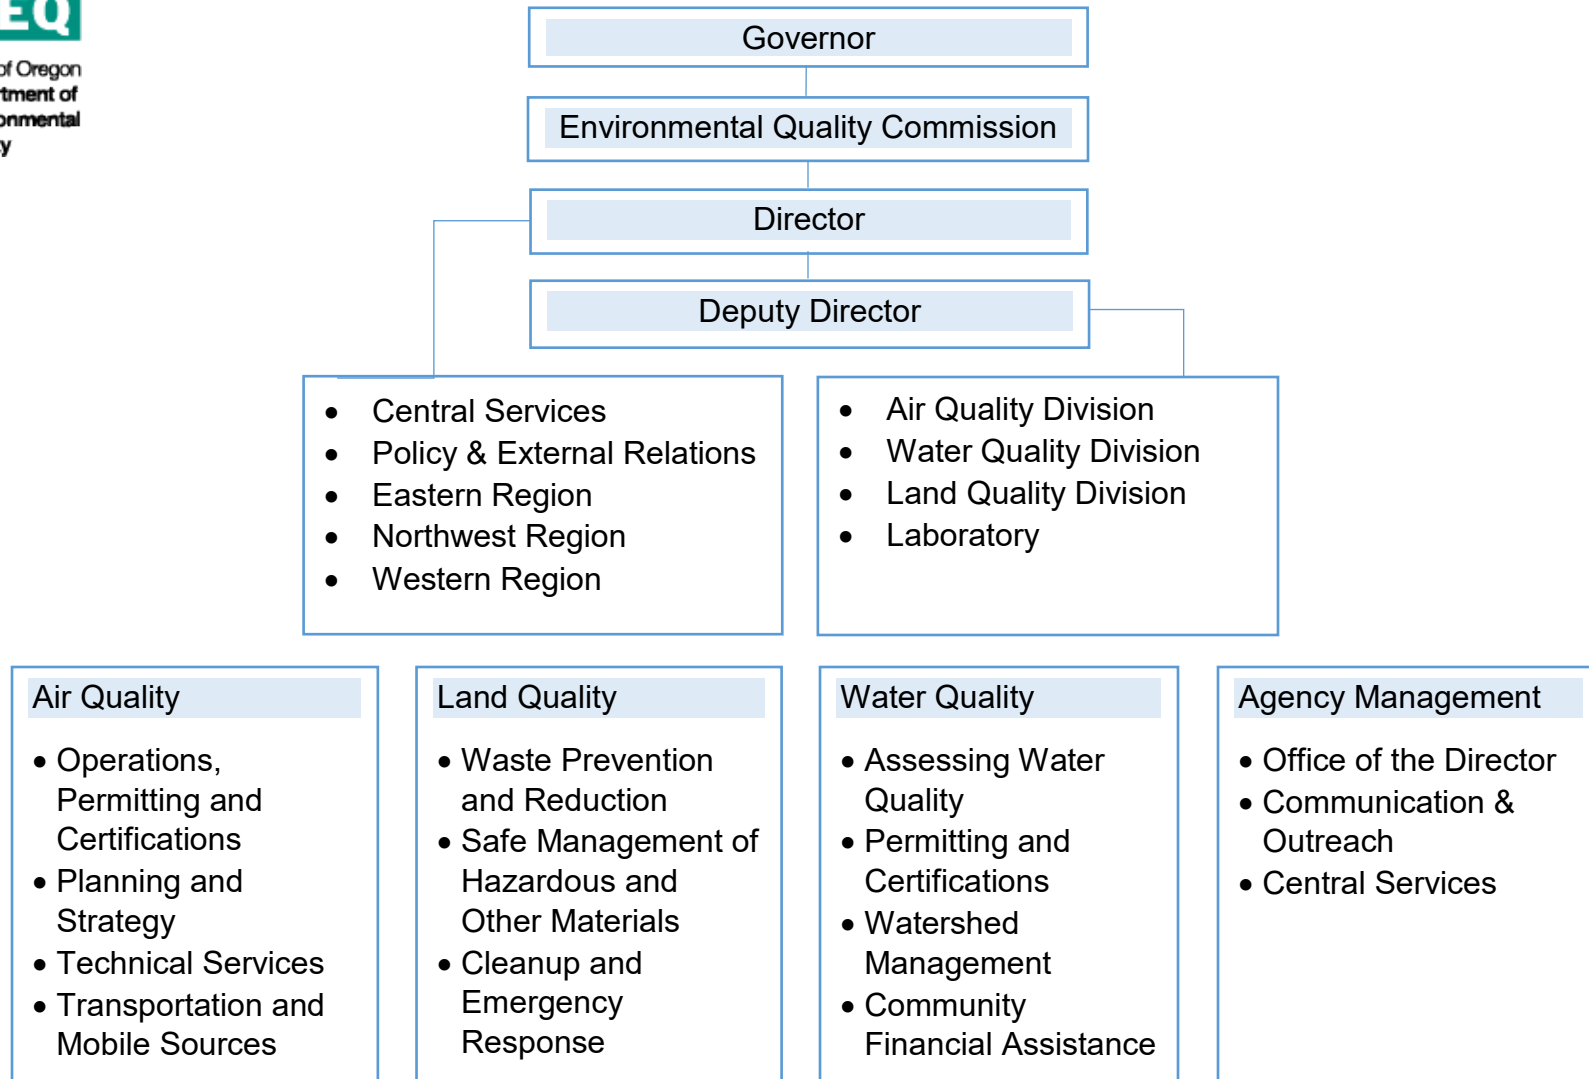 EQ
of Oregon
Governor
Environmental Quality Commission
Director
Deputy Director
• Central Services
• Policy & External Relations
• Eastern Region
• Northwest Region
• Western Region
• Air Quality Division
• Water Quality Division
• Land Quality Division
• Laboratory
Air Quality
• Operations,
Permitting and
Certifications
• Planning and
Strategy
• Technical Services
• Transportation and
Mobile Sources
Land Quality
• Waste Prevention
and Reduction
• Safe Management of
Hazardous and
Other Materials
• Cleanup and
Emergency
Response
Water Quality
• Assessing Water
Quality
• Permitting and
Certifications
• Watershed
Management
• Community
Financial Assistance
Agency Management
• Office of the Director
• Communication &
Outreach
• Central Services